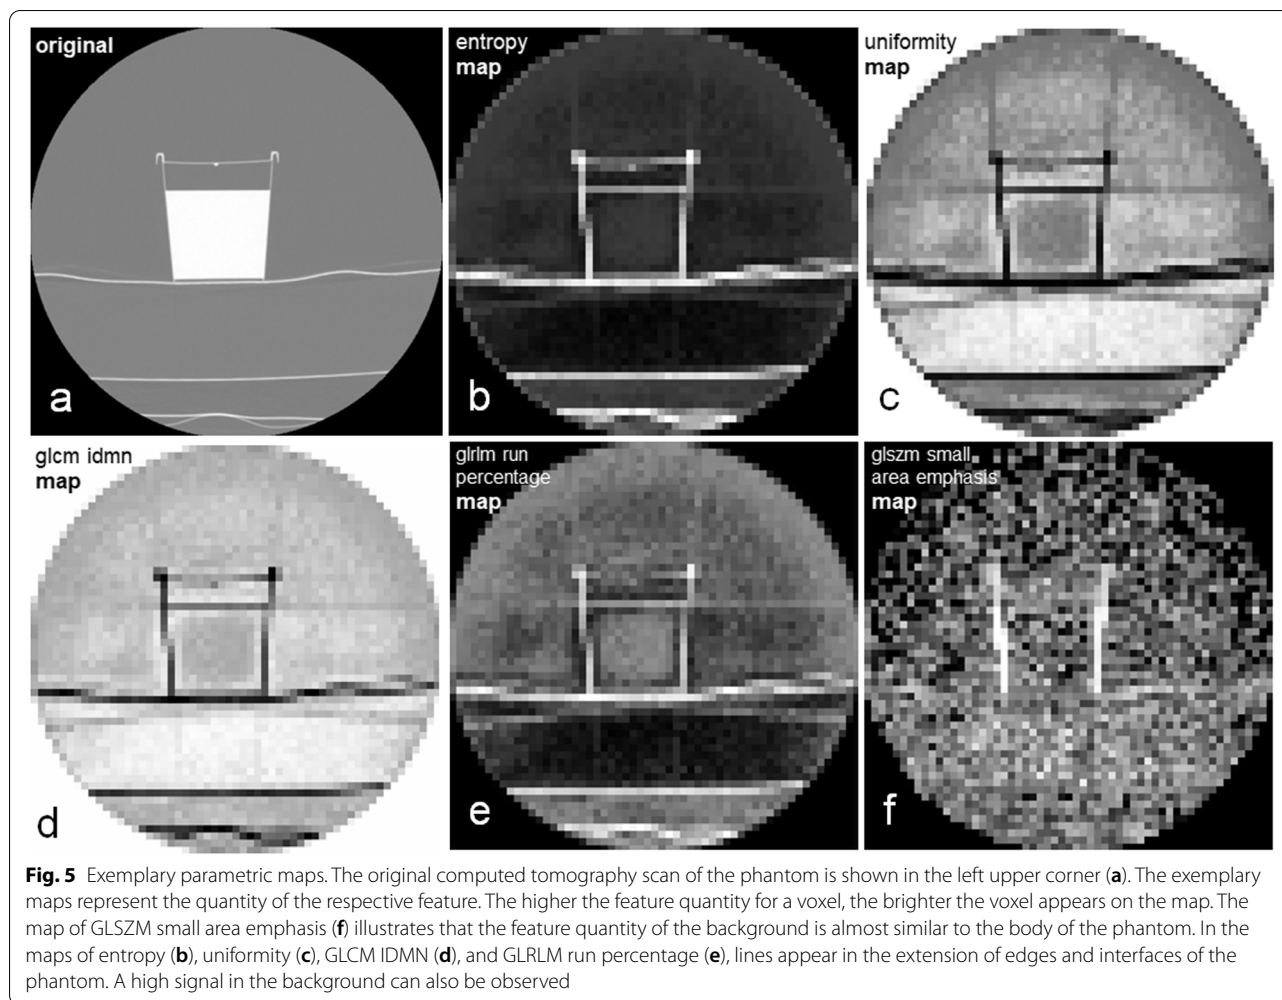 original
a
entropy
map
b
uniformity
map
c
glcm idmn
map
d
glrlm run
percentage
map
e
glszm small
area emphasis
map
f
Fig. 5 Exemplary parametric maps. The original computed tomography scan of the phantom is shown in the left upper corner (a). The exemplary
maps represent the quantity of the respective feature. The higher the feature quantity for a voxel, the brighter the voxel appears on the map. The
map of GLSZM small area emphasis (f) illustrates that the feature quantity of the background is almost similar to the body of the phantom. In the
maps of entropy (b), uniformity (c), GLCM IDMN (d), and GLRLM run percentage (e), lines appear in the extension of edges and interfaces of the
phantom. A high signal in the background can also be observed